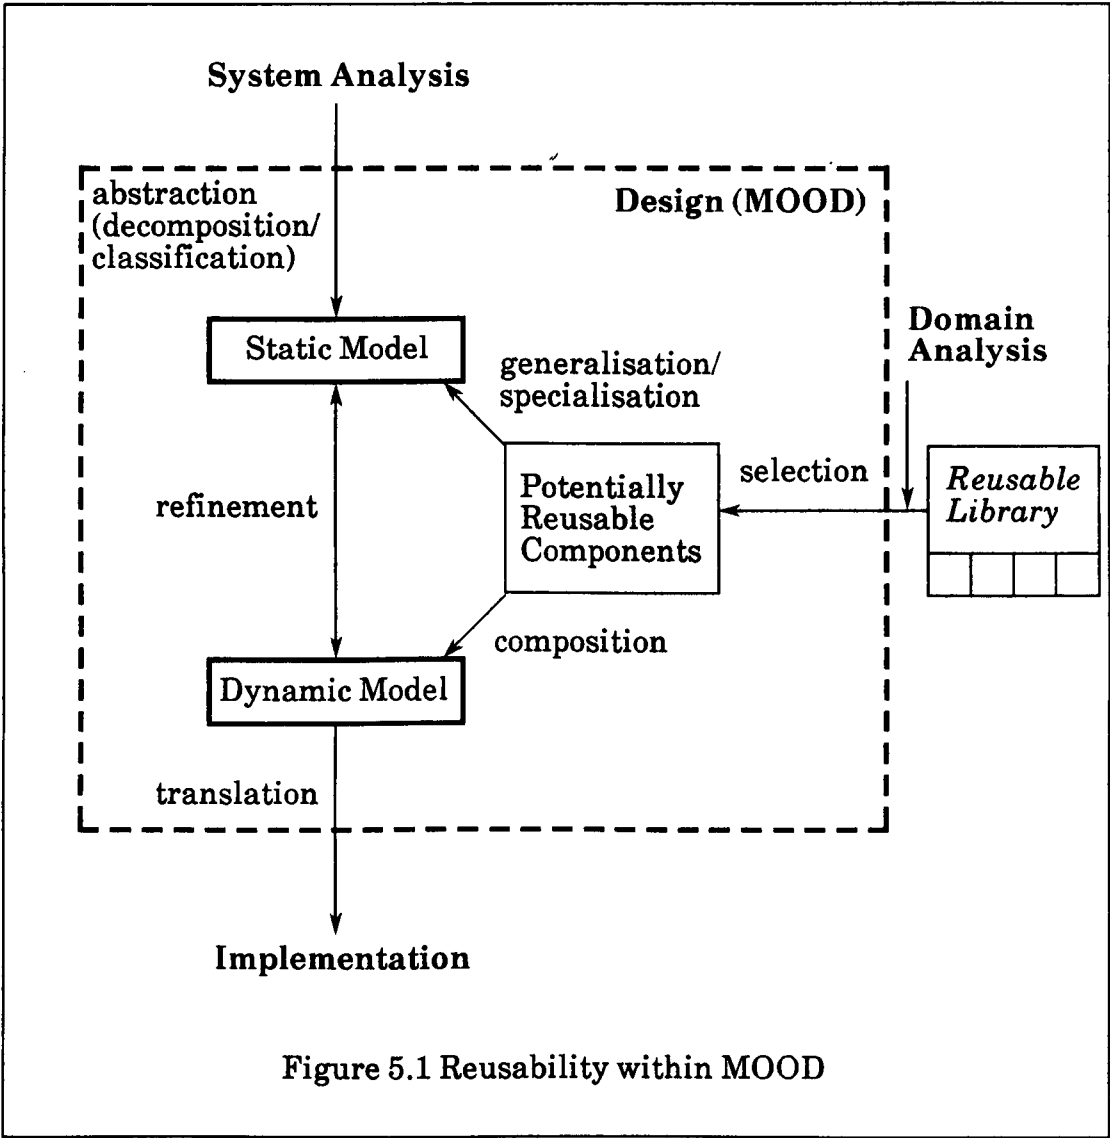 System Analysis
abstraction
(decomposition/
classification)
Design (MOOD)
Static Model
generalisation/
specialisation
Domain
Analysis
refinement
Potentially
Reusable
Components
selection
Reusable
Library
composition
Dynamic Model
translation
Implementation
Figure 5.1 Reusability within MOOD